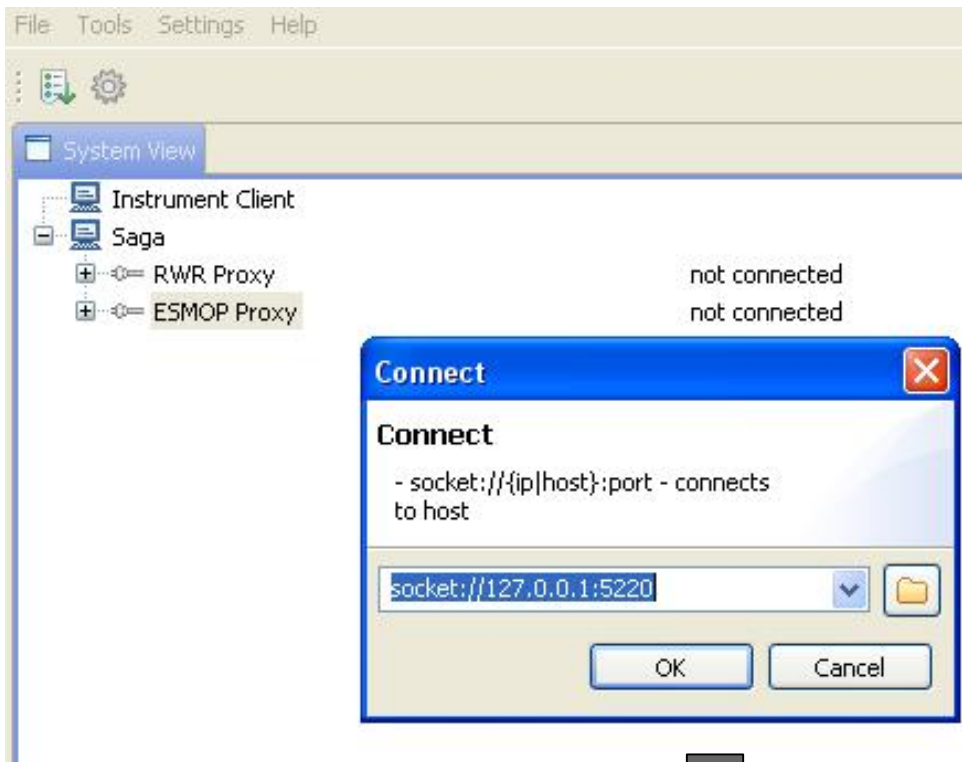 File Tools Settings Help
System View
Instrument Client
Saga
RWR Proxy not connected
ESMOP Proxy not connected
Connect
Connect
- socket://{ip|host}:port - connects
to host
socket://127.0.0.1:5220
OK Cancel